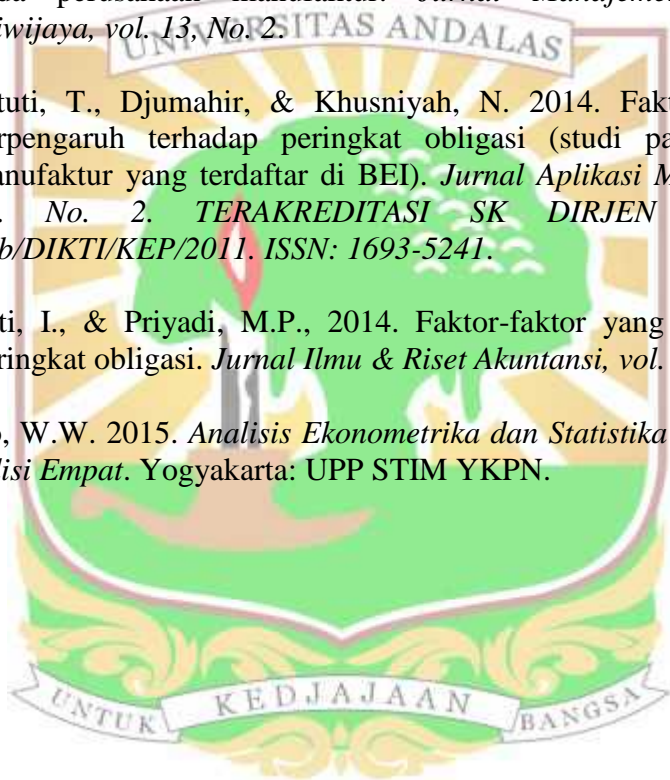 da perusahaan manufaktur. Jurnal Manajemen
iwijaya, vol. 13, No. 2.
UNIVERSITAS ANDALAS
tuti, T., Djumahir, & Khusniyah, N. 2014. Fakt
rpengaruh terhadap peringkat obligasi (studi pa
anufaktur yang terdaftar di BEI). Jurnal Aplikasi M
. No. 2. TERAKREDITASI SK DIRJEN
b/DIKTI/KEP/2011. ISSN: 1693-5241.
ti, I., & Priyadi, M.P., 2014. Faktor-faktor yang
ringkat obligasi. Jurnal Ilmu & Riset Akuntansi, vol.
, W.W. 2015. Analisis Ekonometrika dan Statistika
disi Empat. Yogyakarta: UPP STIM YKPN.
UNTUK KEDJAJAAN BANGSA